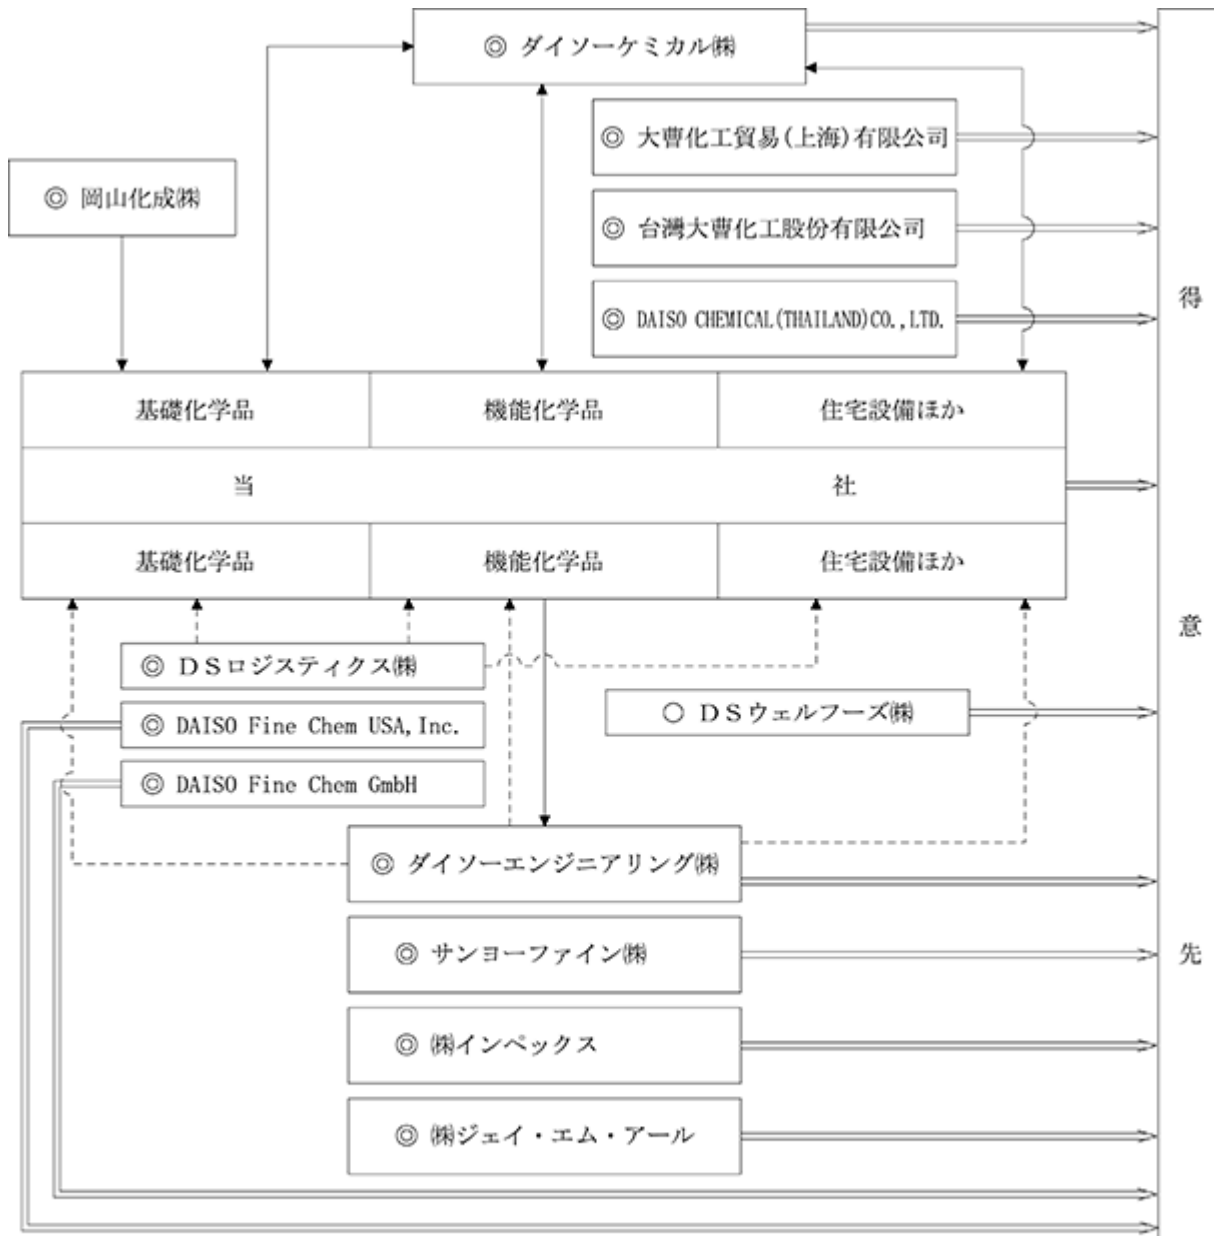 ◎ ダイソーケミカル㈱
◎ 大曹化工貿易(上海)有限公司
◎ 岡山化成㈱
◎ 台灣大曹化工股份有限公司
◎ DAISO CHEMICAL(THAILAND)CO.,LTD.
基礎化学品 機能化学品 住宅設備ほか
当 社
基礎化学品 機能化学品 住宅設備ほか
◎ DSロジスティクス㈱
○ DSウェルフーズ㈱
◎ DAISO Fine Chem USA,Inc.
◎ DAISO Fine Chem GmbH
◎ ダイソーエンジニアリング㈱
◎ サンヨーファイン㈱
◎ ㈱インペックス
◎ ㈱ジェイ・エム・アール
得意先